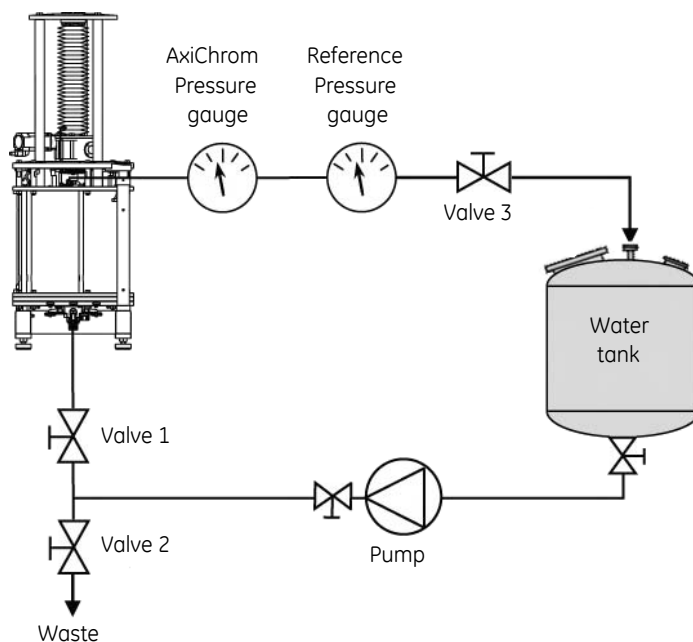 AxiChrom
Pressure
gauge
Reference
Pressure
gauge
Valve 3
Water
tank
Valve 1
Valve 2
Pump
Waste